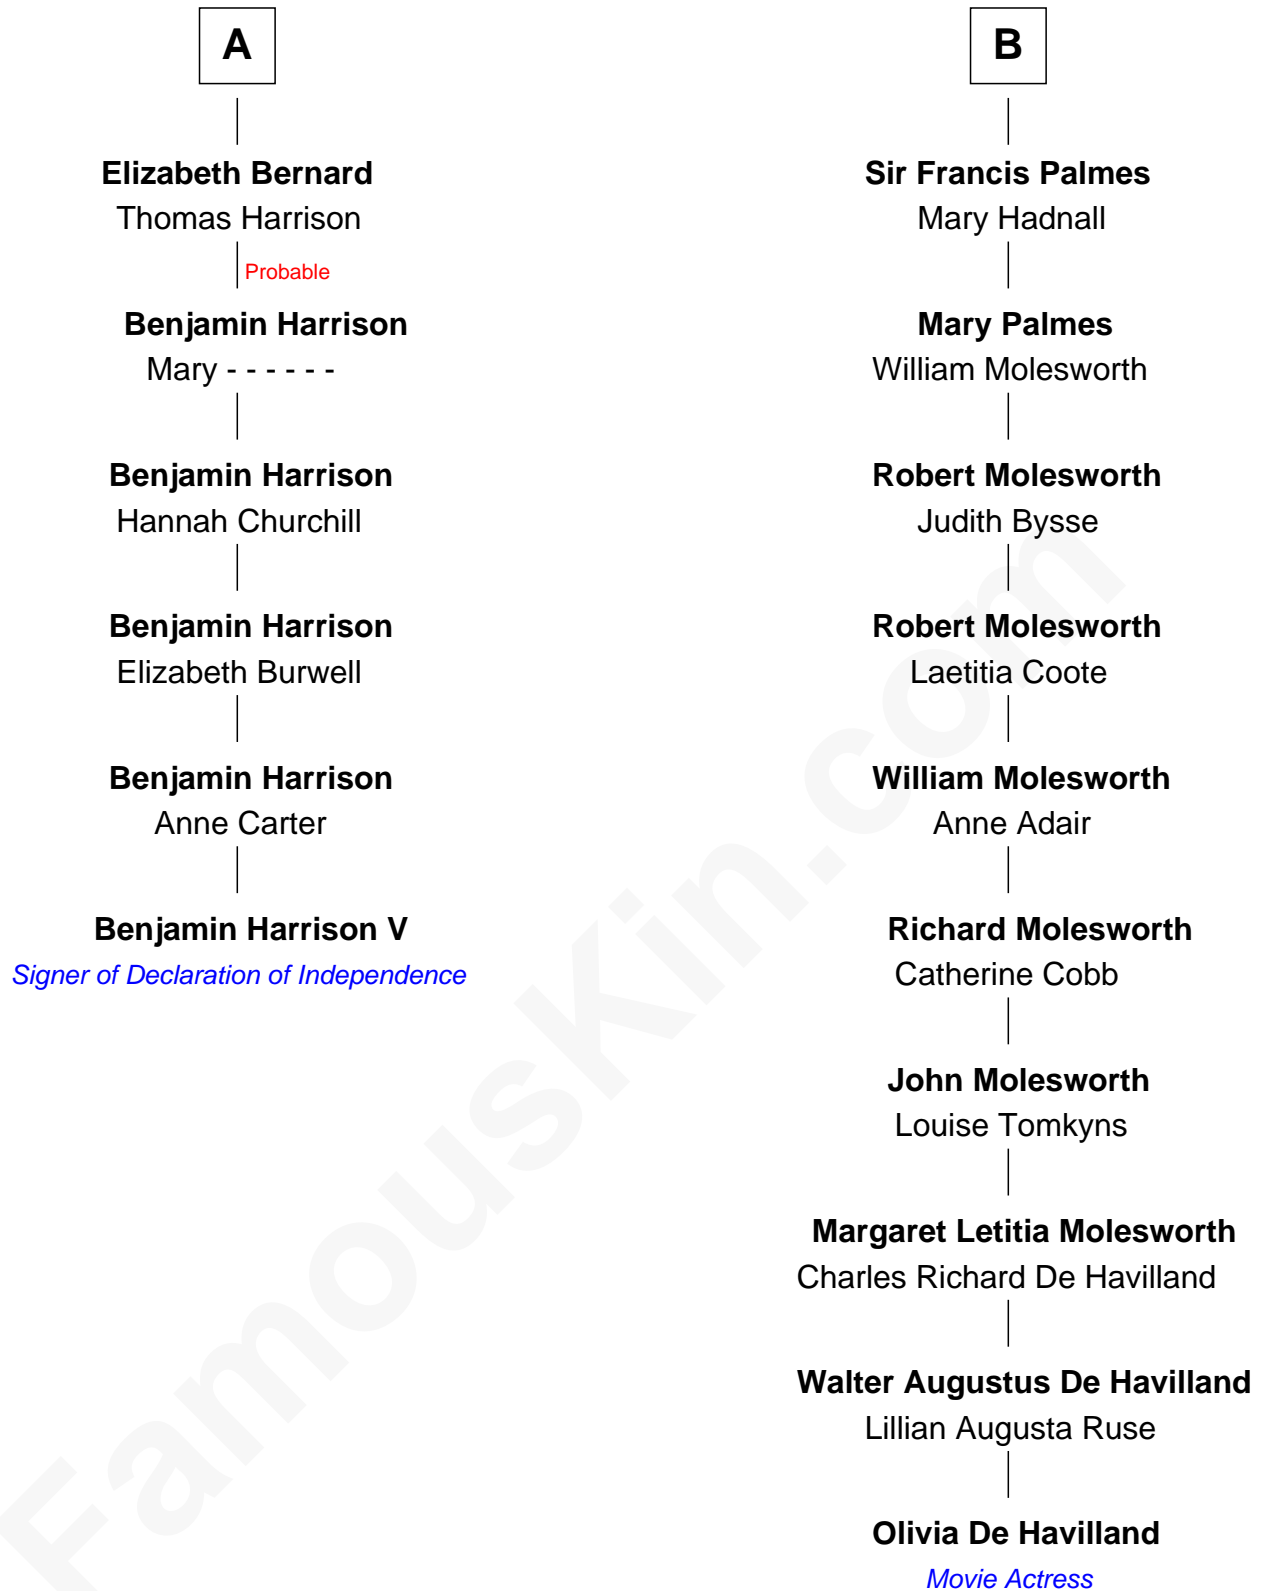 A
Elizabeth Bernard
Thomas Harrison
Probable
Benjamin Harrison
Mary - - - - - -
Benjamin Harrison
Hannah Churchill
Benjamin Harrison
Elizabeth Burwell
Benjamin Harrison
Anne Carter
Benjamin Harrison V
Signer of Declaration of Independence
B
Sir Francis Palmes
Mary Hadnall
Mary Palmes
William Molesworth
Robert Molesworth
Judith Bysse
Robert Molesworth
Laetitia Coote
William Molesworth
Anne Adair
Richard Molesworth
Catherine Cobb
John Molesworth
Louise Tomkyns
Margaret Letitia Molesworth
Charles Richard De Havilland
Walter Augustus De Havilland
Lillian Augusta Ruse
Olivia De Havilland
Movie Actress
FamousKin.com